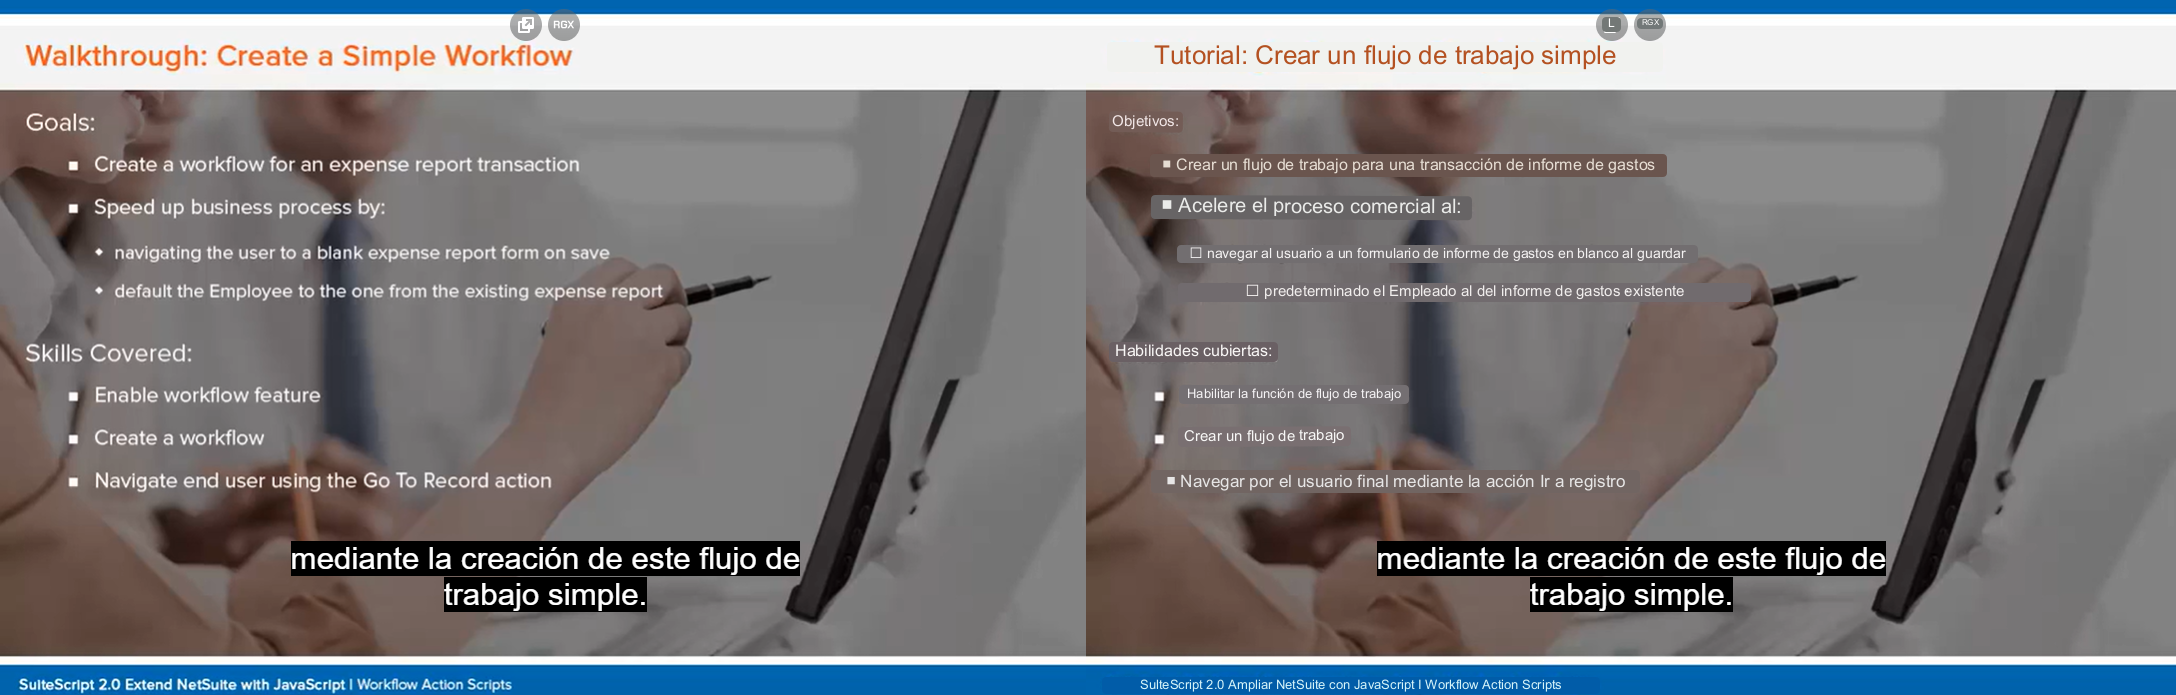 RGX
Walkthrough: Create a Simple Workflow
Goals:
▪ Create a workflow for an expense report transaction
▪ Speed up business process by:
⬥ navigating the user to a blank expense report form on save
⬥ default the Employee to the one from the existing expense report
Skills Covered:
▪ Enable workflow feature
▪ Create a workflow
▪ Navigate end user using the Go To Record action
mediante la creación de este flujo de
trabajo simple.
SuiteScript 2.0 Extend NetSuite with JavaScript | Workflow Action Scripts
L RGX
Tutorial: Crear un flujo de trabajo simple
Objetivos:
▪ Crear un flujo de trabajo para una transacción de informe de gastos
▪ Acelere el proceso comercial al:
☐ navegar al usuario a un formulario de informe de gastos en blanco al guardar
☐ predeterminado el Empleado al del informe de gastos existente
Habilidades cubiertas:
▪ Habilitar la función de flujo de trabajo
▪ Crear un flujo de trabajo
▪ Navegar por el usuario final mediante la acción Ir a registro
mediante la creación de este flujo de
trabajo simple.
SulteScript 2.0 Ampliar NetSuite con JavaScript I Workflow Action Scripts